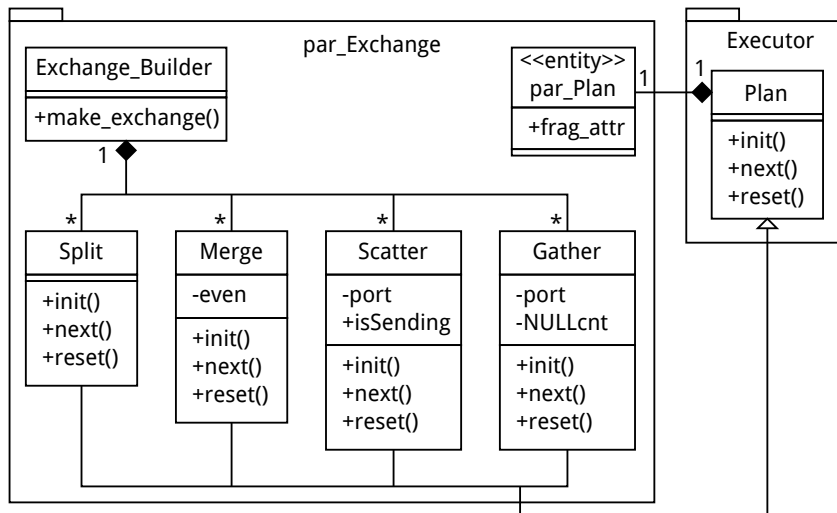 par_Exchange
Exchange_Builder
+make_exchange()
1
<<entity>>
par_Plan
+frag_attr
1
Executor
1
Plan
+init()
+next()
+reset()
*
*
*
*
Split
+init()
+next()
+reset()
Merge
-even
+init()
+next()
+reset()
Scatter
-port
+isSending
+init()
+next()
+reset()
Gather
-port
-NULLcnt
+init()
+next()
+reset()